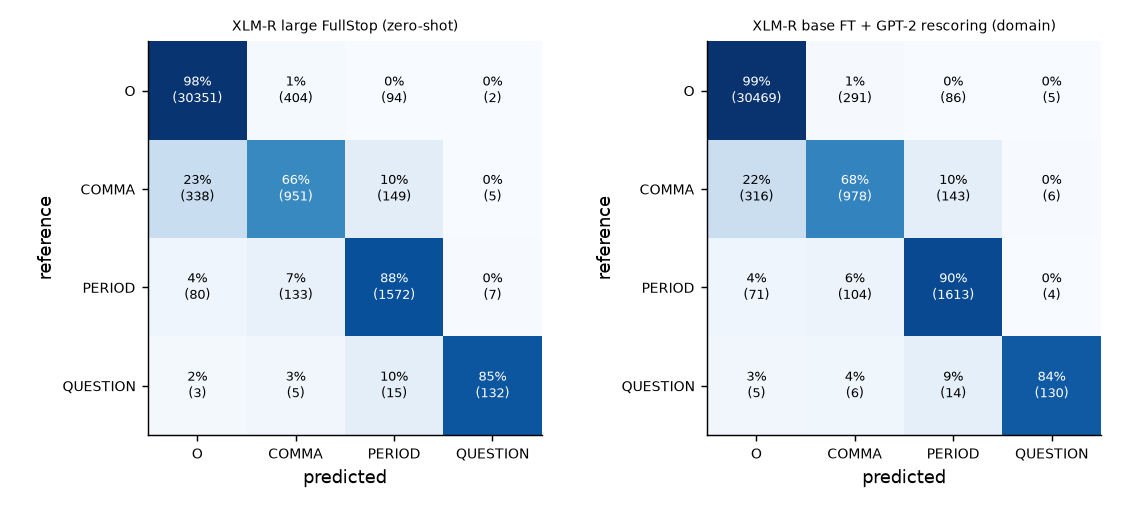 XLM-R large FullStop (zero-shot)
reference
O
98%
(30351)
1%
(404)
0%
(94)
0%
(2)
COMMA
23%
(338)
66%
(951)
10%
(149)
0%
(5)
PERIOD
4%
(80)
7%
(133)
88%
(1572)
0%
(7)
QUESTION
2%
(3)
3%
(5)
10%
(15)
85%
(132)
O
COMMA
PERIOD
QUESTION
predicted
XLM-R base FT + GPT-2 rescoring (domain)
reference
O
99%
(30469)
1%
(291)
0%
(86)
0%
(5)
COMMA
22%
(316)
68%
(978)
10%
(143)
0%
(6)
PERIOD
4%
(71)
6%
(104)
90%
(1613)
0%
(4)
QUESTION
3%
(5)
4%
(6)
9%
(14)
84%
(130)
O
COMMA
PERIOD
QUESTION
predicted